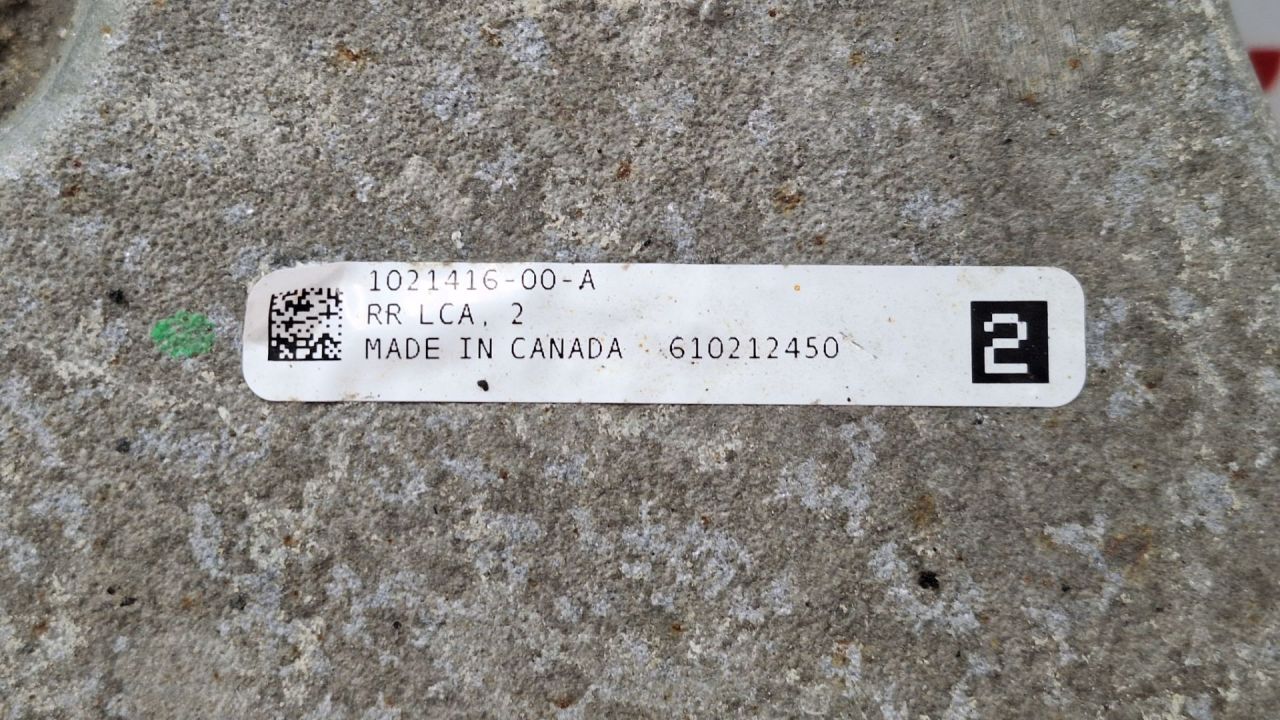 1021416-00-A
RR LCA, 2
MADE IN CANADA 610212450
2